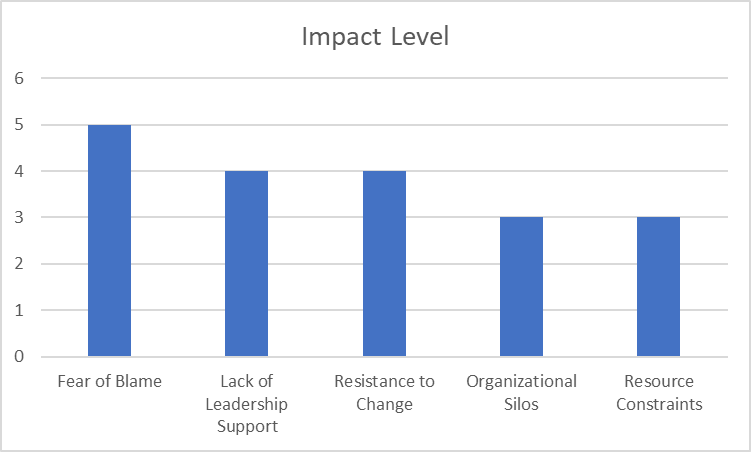 Impact Level
6
5
4
3
2
1
0
Fear of Blame
Lack of
Leadership
Support
Resistance to
Change
Organizational
Silos
Resource
Constraints